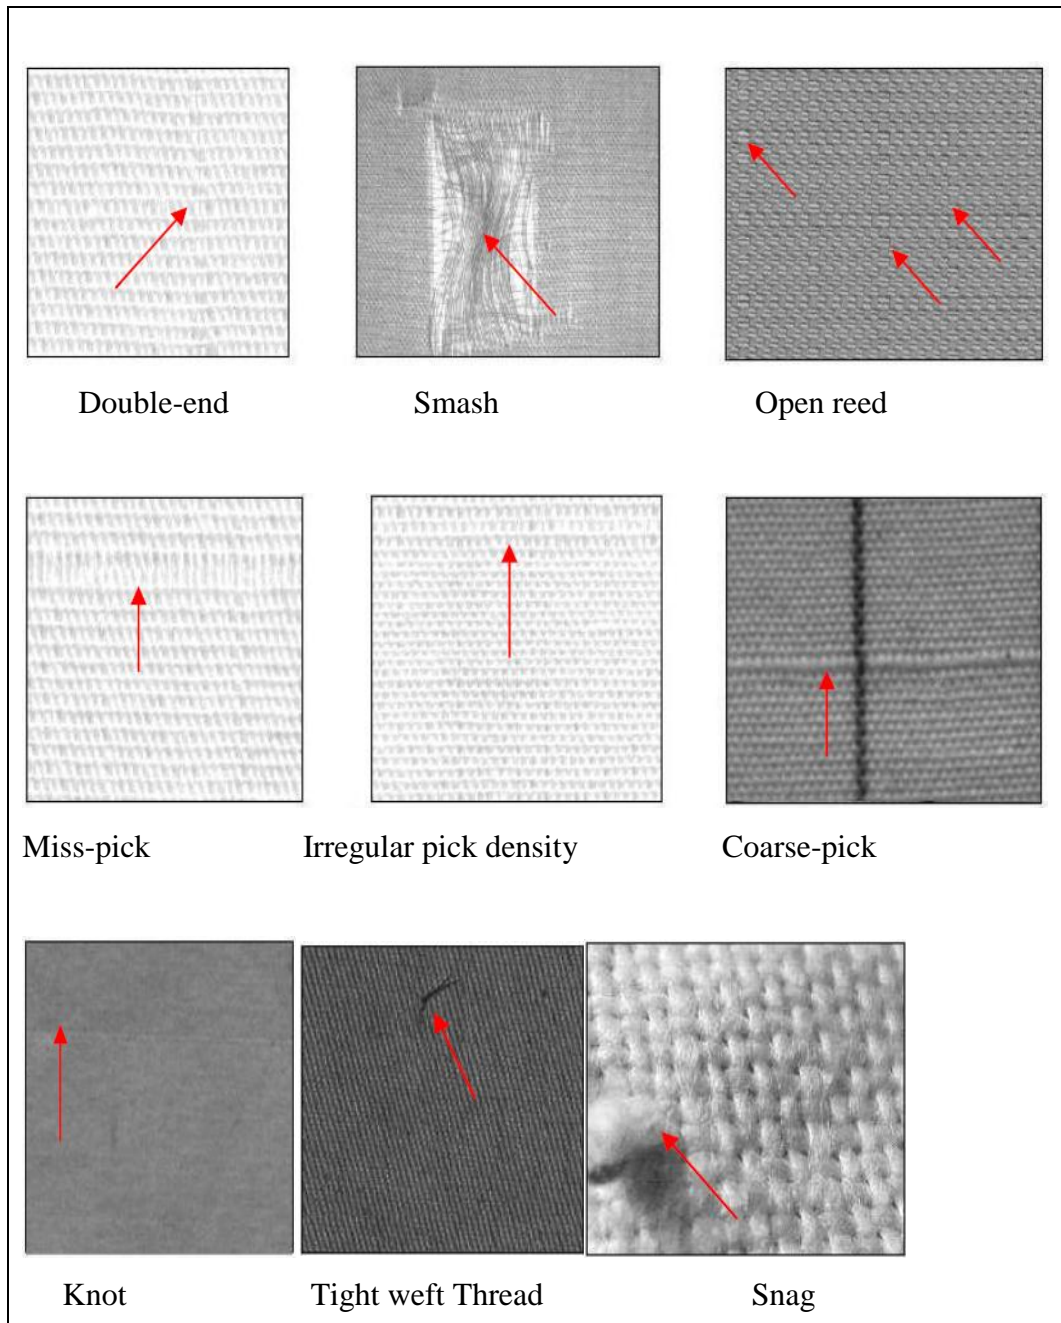 Double-end Smash Open reed
Miss-pick Irregular pick density Coarse-pick
Knot Tight weft Thread Snag